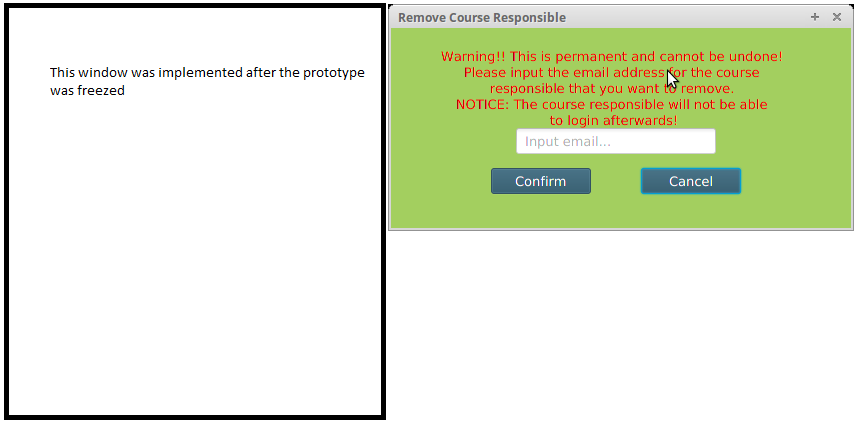 This window was implemented after the prototype
was freezed
Remove Course Responsible
Warning!! This is permanent and cannot be undone!
Please input the email address for the course
responsible that you want to remove.
NOTICE: The course responsible will not be able
to login afterwards!
Input email...
Confirm
Cancel